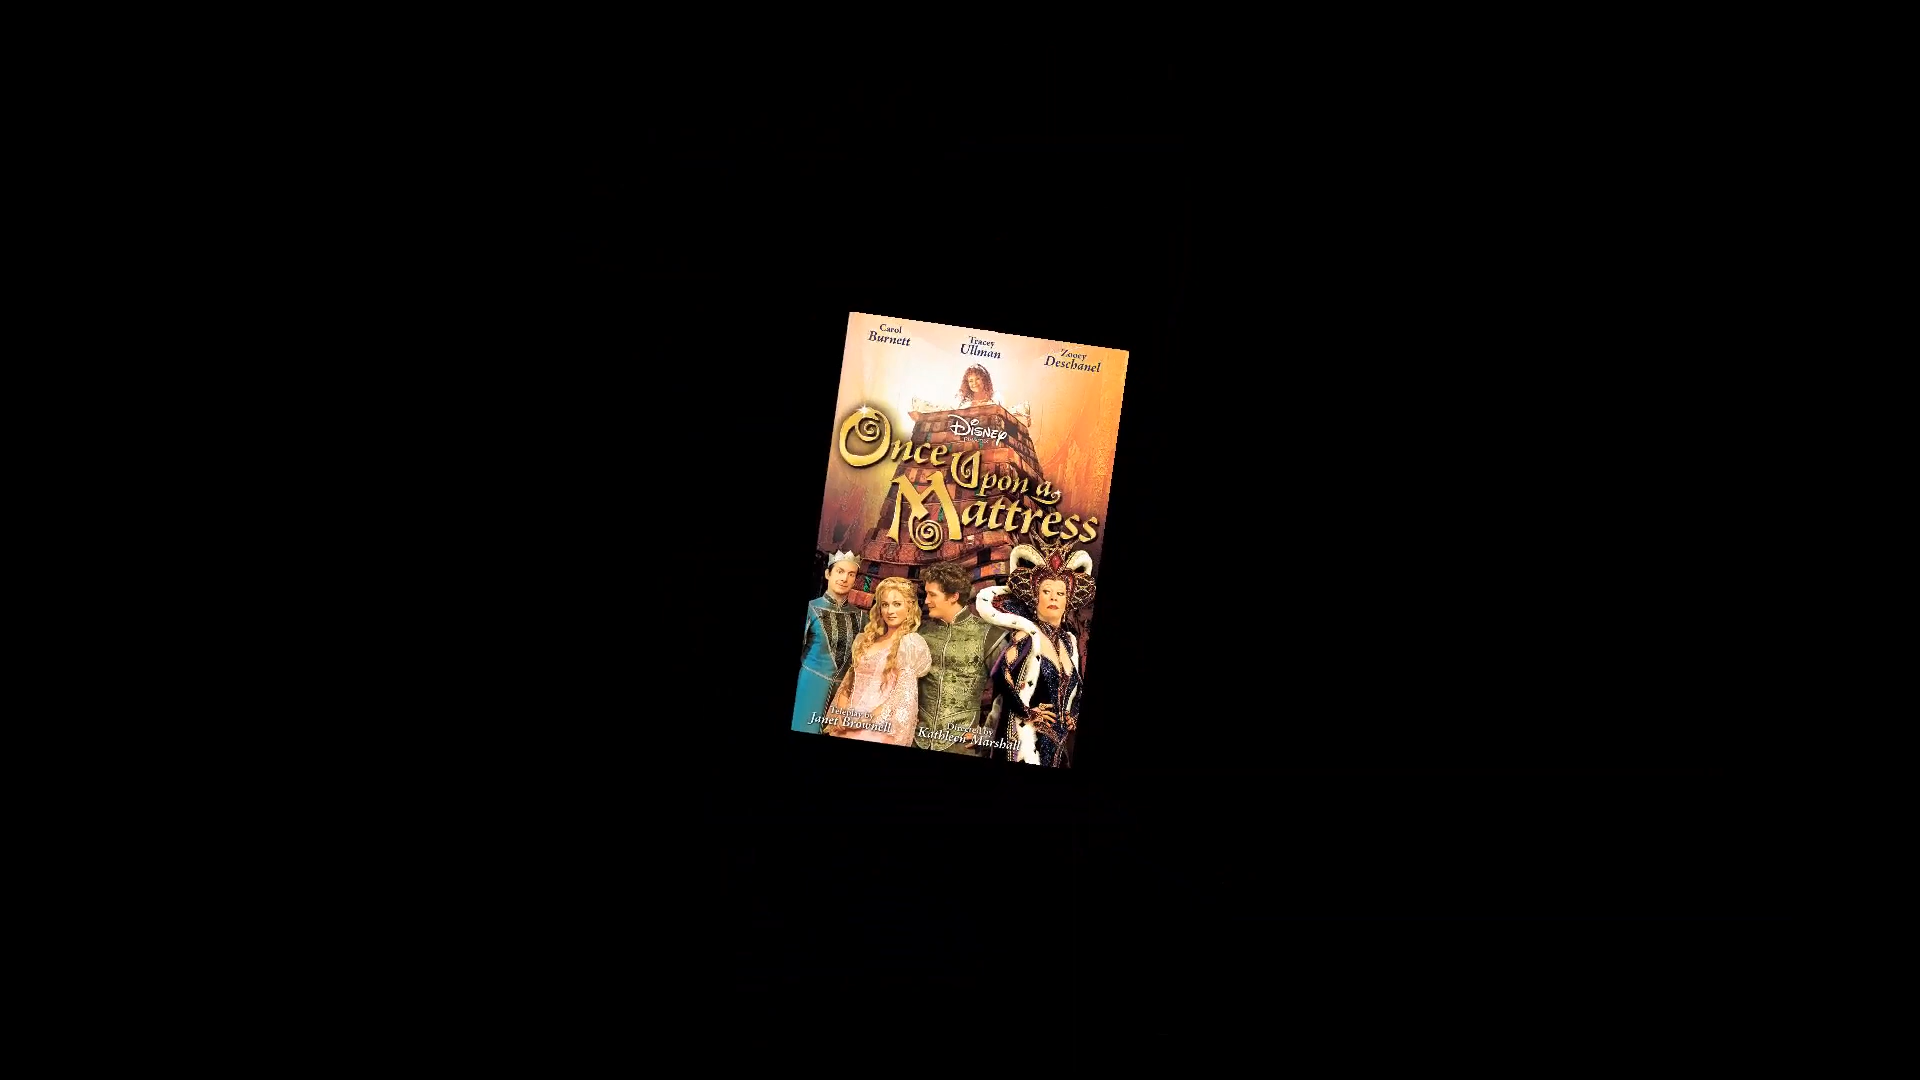 Carol
Burnett
Tracey
Ullman
Zooey
Deschanel
Disney
Once Upon a
Mattress
Teleplay by
Janet Brownell
Directed by
Kathleen Marshall